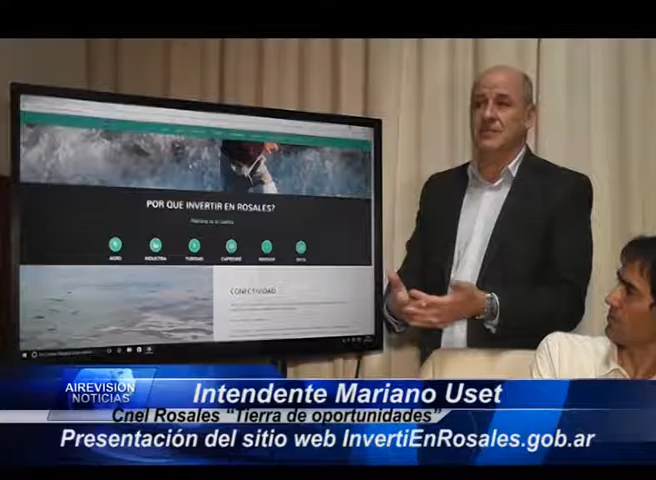 POR QUE INVERTIR EN ROSALES?
AGRO INDUSTRIA TURISMO
CONECTIVIDAD
AIREVISIÓN
NOTICIAS
Intendente Mariano Uset
Cnel Rosales "Tierra de oportunidades"
Presentación del sitio web InvertiEnRosales.gob.ar